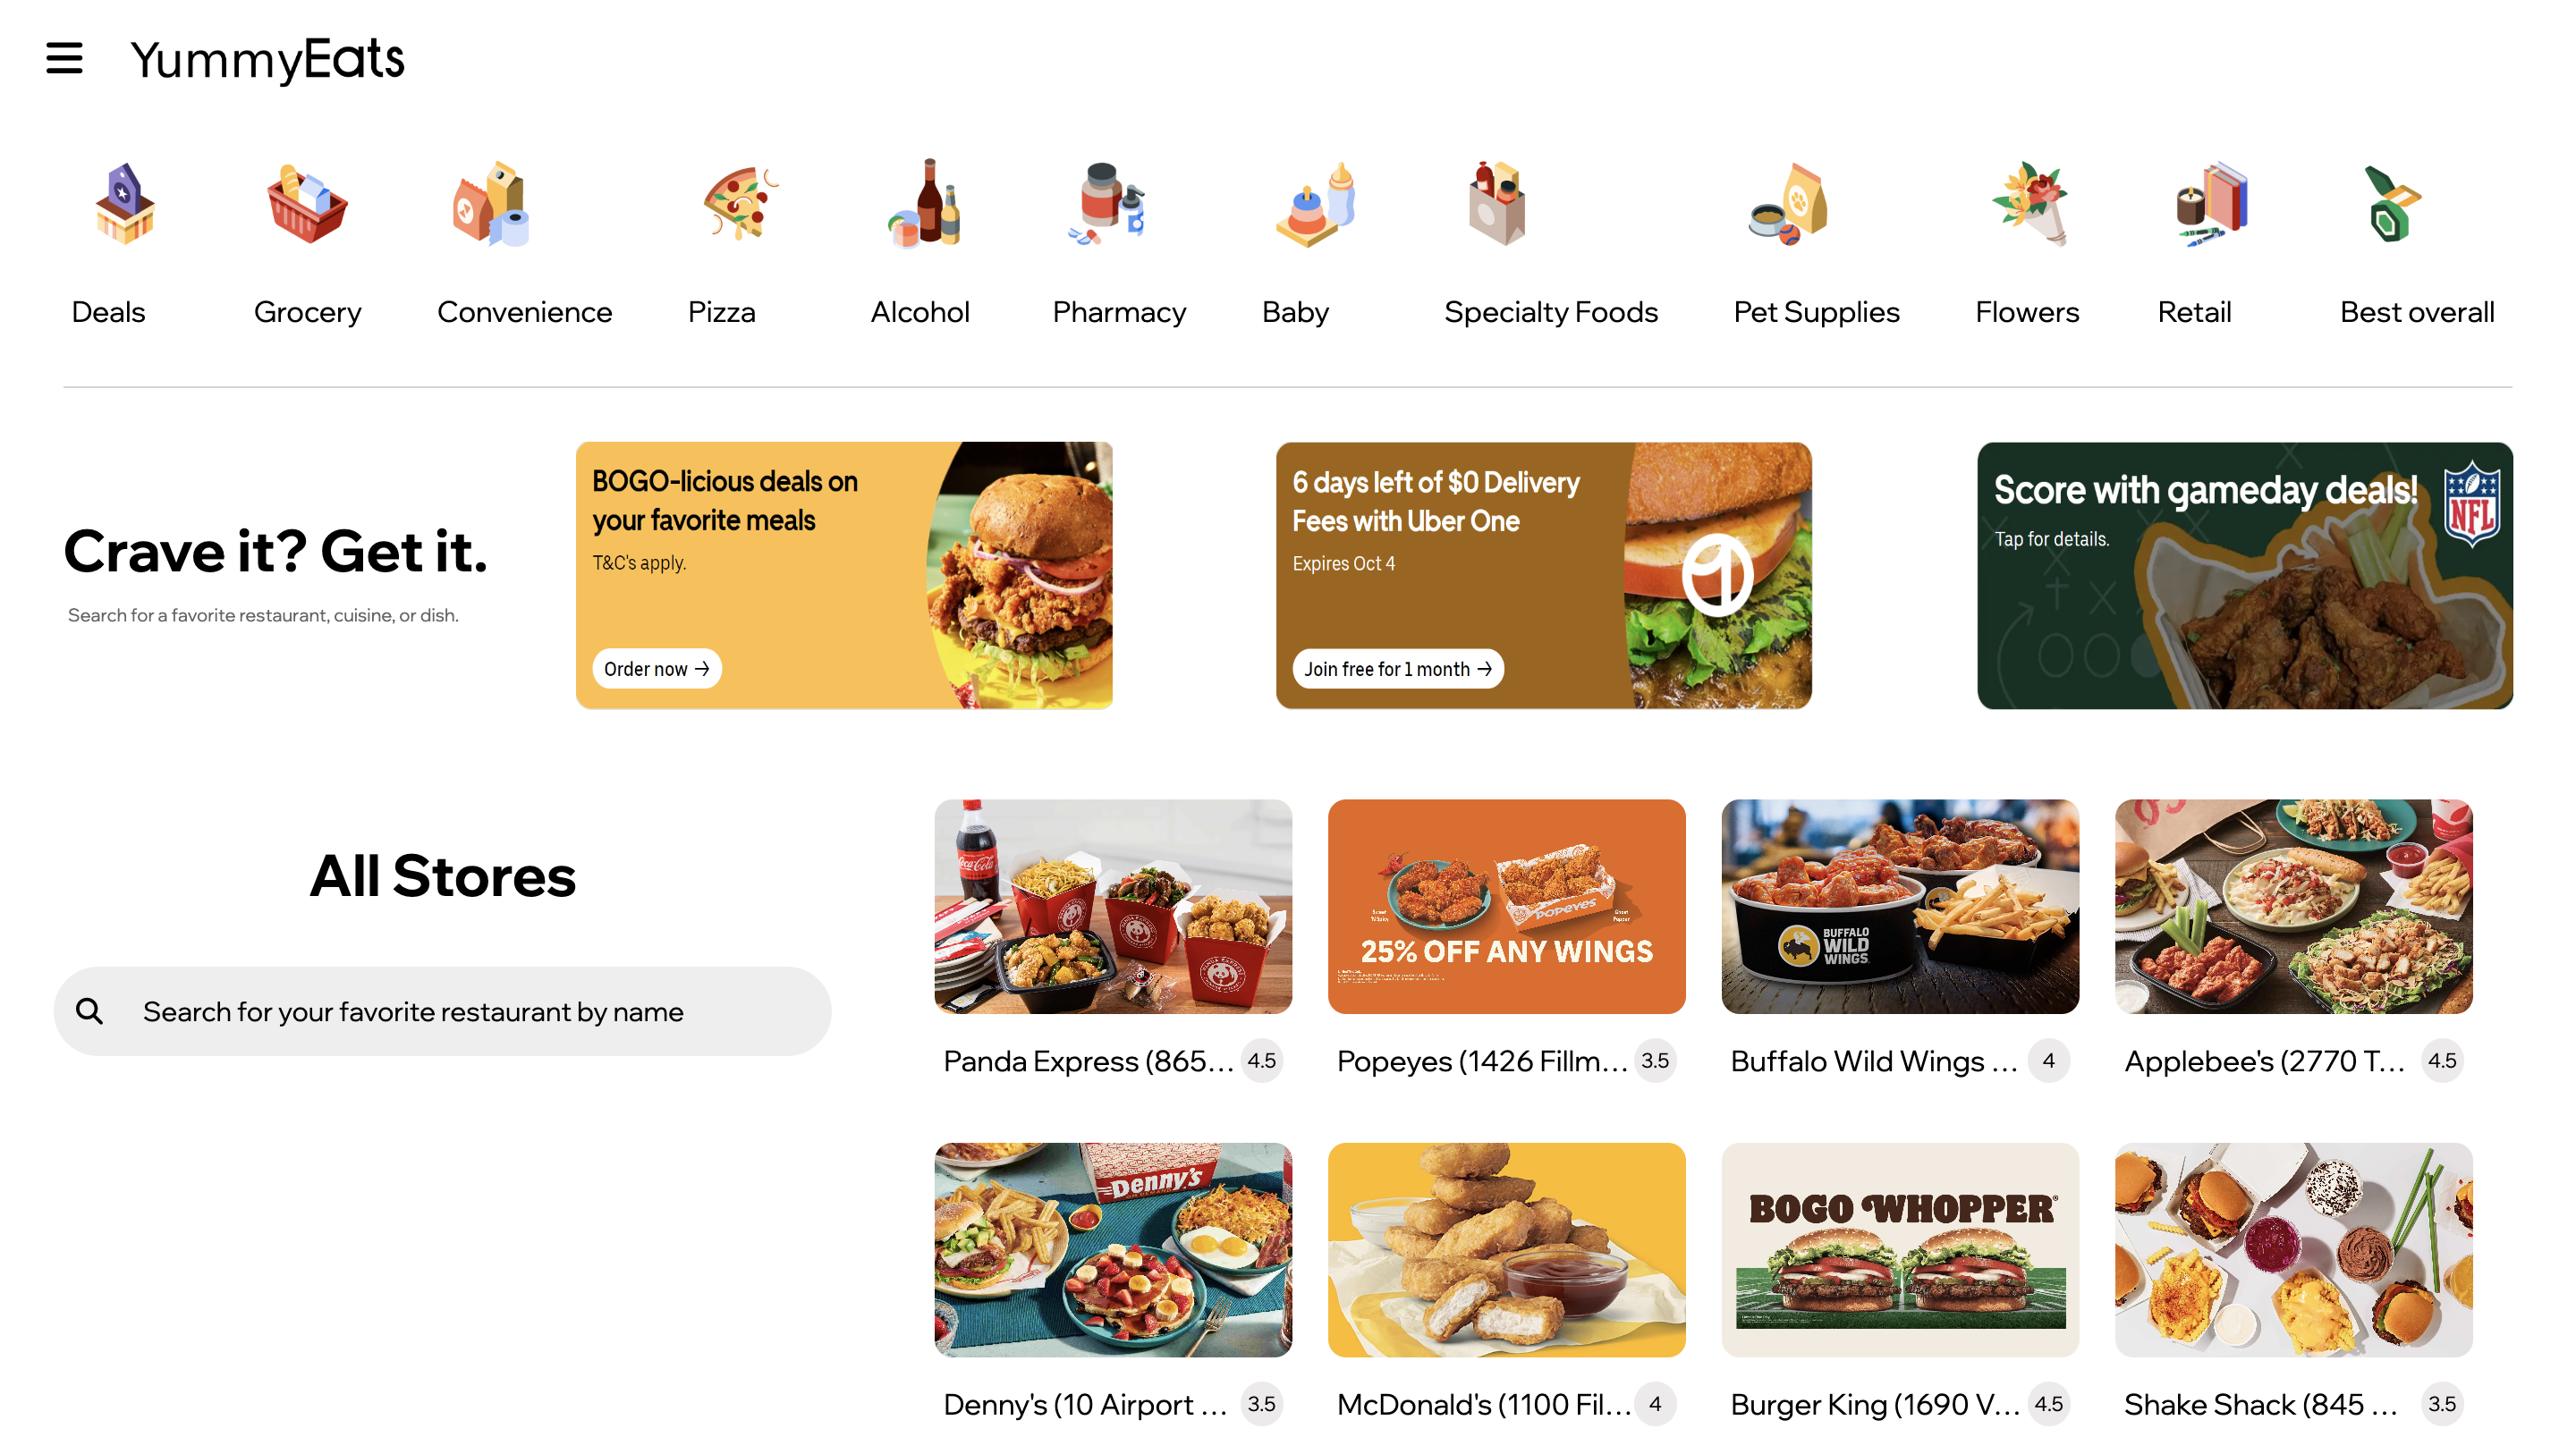 YummyEats
Deals
Grocery
Convenience
Pizza
Alcohol
Pharmacy
Baby
Specialty Foods
Pet Supplies
Flowers
Retail
Best overall
Crave it? Get it.
Search for a favorite restaurant, cuisine, or dish.
BOGO-licious deals on
your favorite meals
T&C's apply.
Order now →
6 days left of $0 Delivery
Fees with Uber One
Expires Oct 4
Join free for 1 month →
Score with gameday deals!
Tap for details.
NFL
All Stores
Search for your favorite restaurant by name
Coca-Cola
PANDA EXPRESS
Panda Express (865... 4.5
POPEYES
25% OFF ANY WINGS
Popeyes (1426 Fillm... 3.5
BUFFALO
WILD
WINGS
Buffalo Wild Wings ... 4
Applebee's (2770 T... 4.5
Denny's
Denny's (10 Airport ... 3.5
McDonald's (1100 Fil... 4
BOGO WHOPPER
Burger King (1690 V... 4.5
Shake Shack (845 ... 3.5